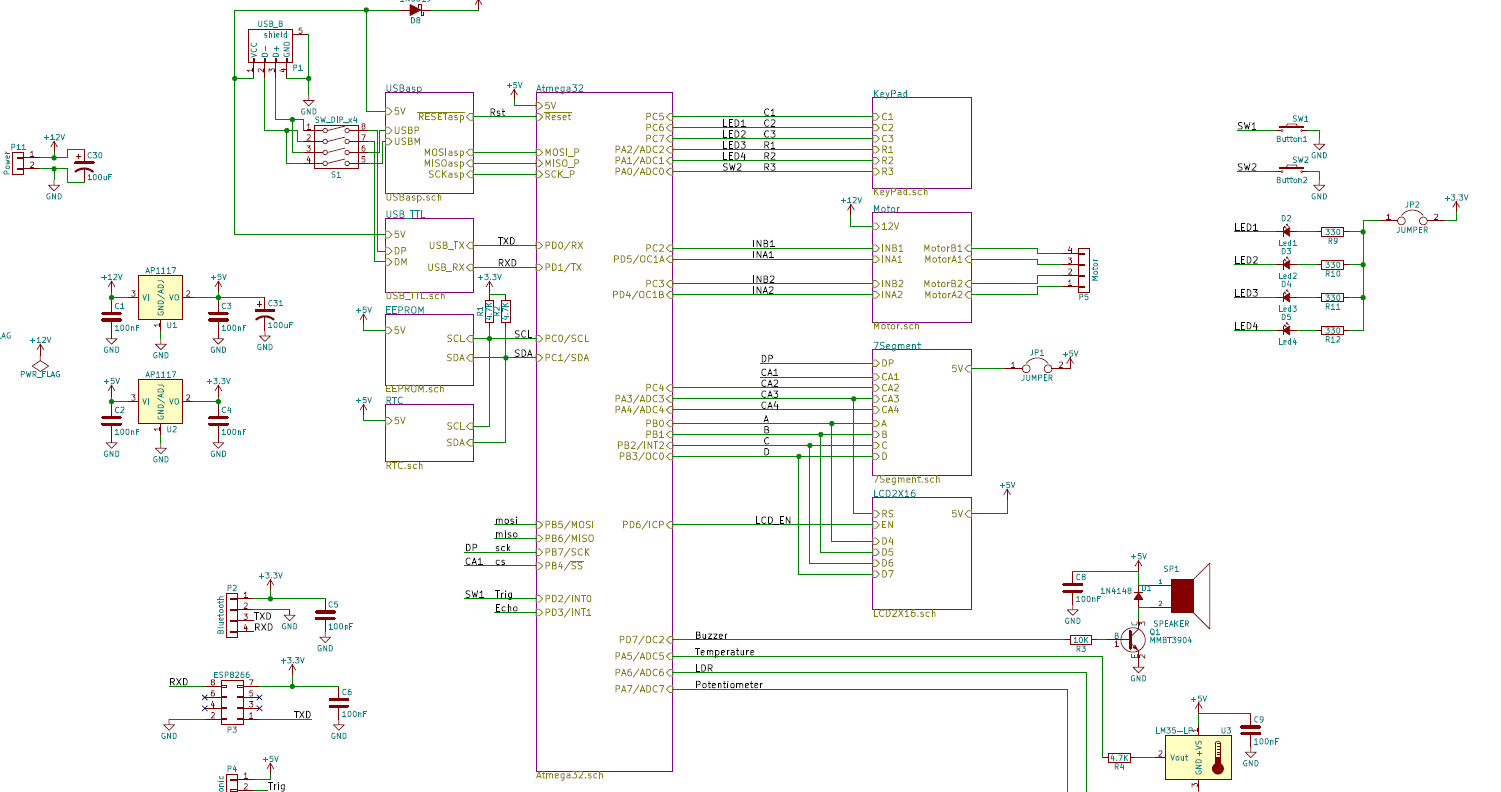 D8
USB_B
shield
5
VCC
D-
D+
GND
1
2
3
4
P1
GND
SW_DIP_x4
1
2
3
4
8
7
6
5
S1
P11
Power
1
2
+12V
C30
100uF
GND
USBasp
5V
USBP
USBM
RESETasp
MOSIasp
MISOasp
SCKasp
USBasp.sch
Rst
+5V
USB_TTL
5V
DP
DM
USB_TX
USB_RX
USB_TTL.sch
TXD
RXD
+3.3V
R1
4.7K
R2
4.7K
EEPROM
+5V
5V
SCL
SDA
EEPROM.sch
SCL
SDA
RTC
+5V
5V
SCL
SDA
RTC.sch
Atmega32
5V
Reset
MOSI_P
MISO_P
SCK_P
PD0/RX
PD1/TX
PC0/SCL
PC1/SDA
PB5/MOSI
PB6/MISO
PB7/SCK
PB4/SS
PD2/INT0
PD3/INT1
mosi
miso
DP sck
CA1 cs
SW1 Trig
Echo
PC5
PC6
PC7
PA2/ADC2
PA1/ADC1
PA0/ADC0
PC2
PD5/OC1A
PC3
PD4/OC1B
PC4
PA3/ADC3
PA4/ADC4
PB0
PB1
PB2/INT2
PB3/OC0
PD6/ICP
PD7/OC2
PA5/ADC5
PA6/ADC6
PA7/ADC7
Atmega32.sch
C1
LED1 C2
LED2 C3
LED3 R1
LED4 R2
SW2 R3
KeyPad
C1
C2
C3
R1
R2
R3
KeyPad.sch
+12V
Motor
12V
INB1
INA1
INB2
INA2
INB1
INA1
INB2
INA2
MotorB1
MotorA1
MotorB2
MotorA2
Motor.sch
4
3
2
1
Motor
P5
7Segment
DP
CA1
CA2
CA3
CA4
A
B
C
D
DP
CA1
CA2
CA3
CA4
A
B
C
D
5V
7Segment.sch
JP1
1
2
JUMPER
+5V
LCD2X16
LCD_EN
RS
EN
D4
D5
D6
D7
5V
+5V
LCD2X16.sch
Buzzer
Temperature
LDR
Potentiometer
+5V
C8
100nF
GND
1N4148
D1
SP1
1
2
SPEAKER
10K
R3
B
1
C
3
E
2
Q1
MMBT3904
GND
4.7K
R4
LM35-LP
U3
+5V
1
2
Vout
GND
+VS
3
C9
100nF
GND
SW1
SW1
Button1
GND
SW2
SW2
Button2
GND
JP2
1
2
JUMPER
+3.3V
LED1
D2
Led1
330
R9
LED2
D3
Led2
330
R10
LED3
D4
Led3
330
R11
LED4
D5
Led4
330
R12
AP1117
+12V
3
VI
GND/ADJ
VO
2
1
U1
+5V
C1
100nF
GND
GND
C3
100nF
GND
C31
100uF
GND
+12V
PWR_FLAG
AP1117
+5V
3
VI
GND/ADJ
VO
2
1
U2
+3.3V
C2
100nF
GND
GND
C4
100nF
GND
P2
Bluetooth
1
2
3
4
TXD
RXD
GND
+3.3V
C5
100nF
GND
ESP8266
RXD
8
6
4
2
7
5
3
1
TXD
P3
GND
+3.3V
C6
100nF
GND
P4
1
2
+5V
Trig